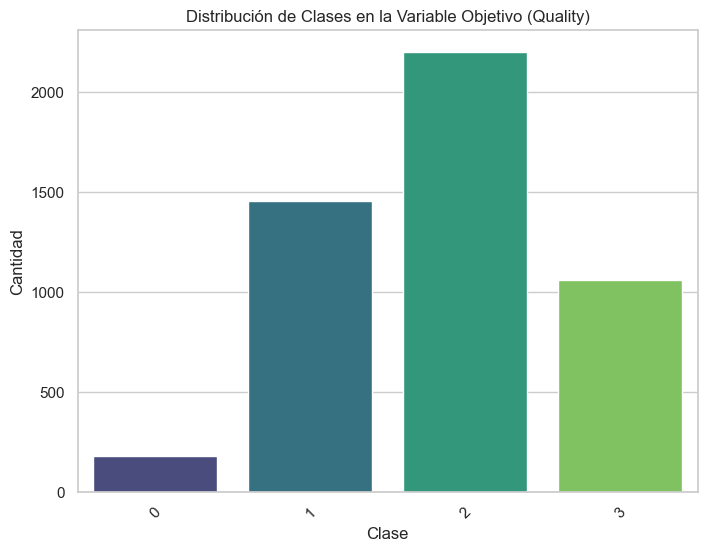 Distribución de Clases en la Variable Objetivo (Quality)
2000
1500
1000
500
0
Cantidad
0 1 2 3
Clase